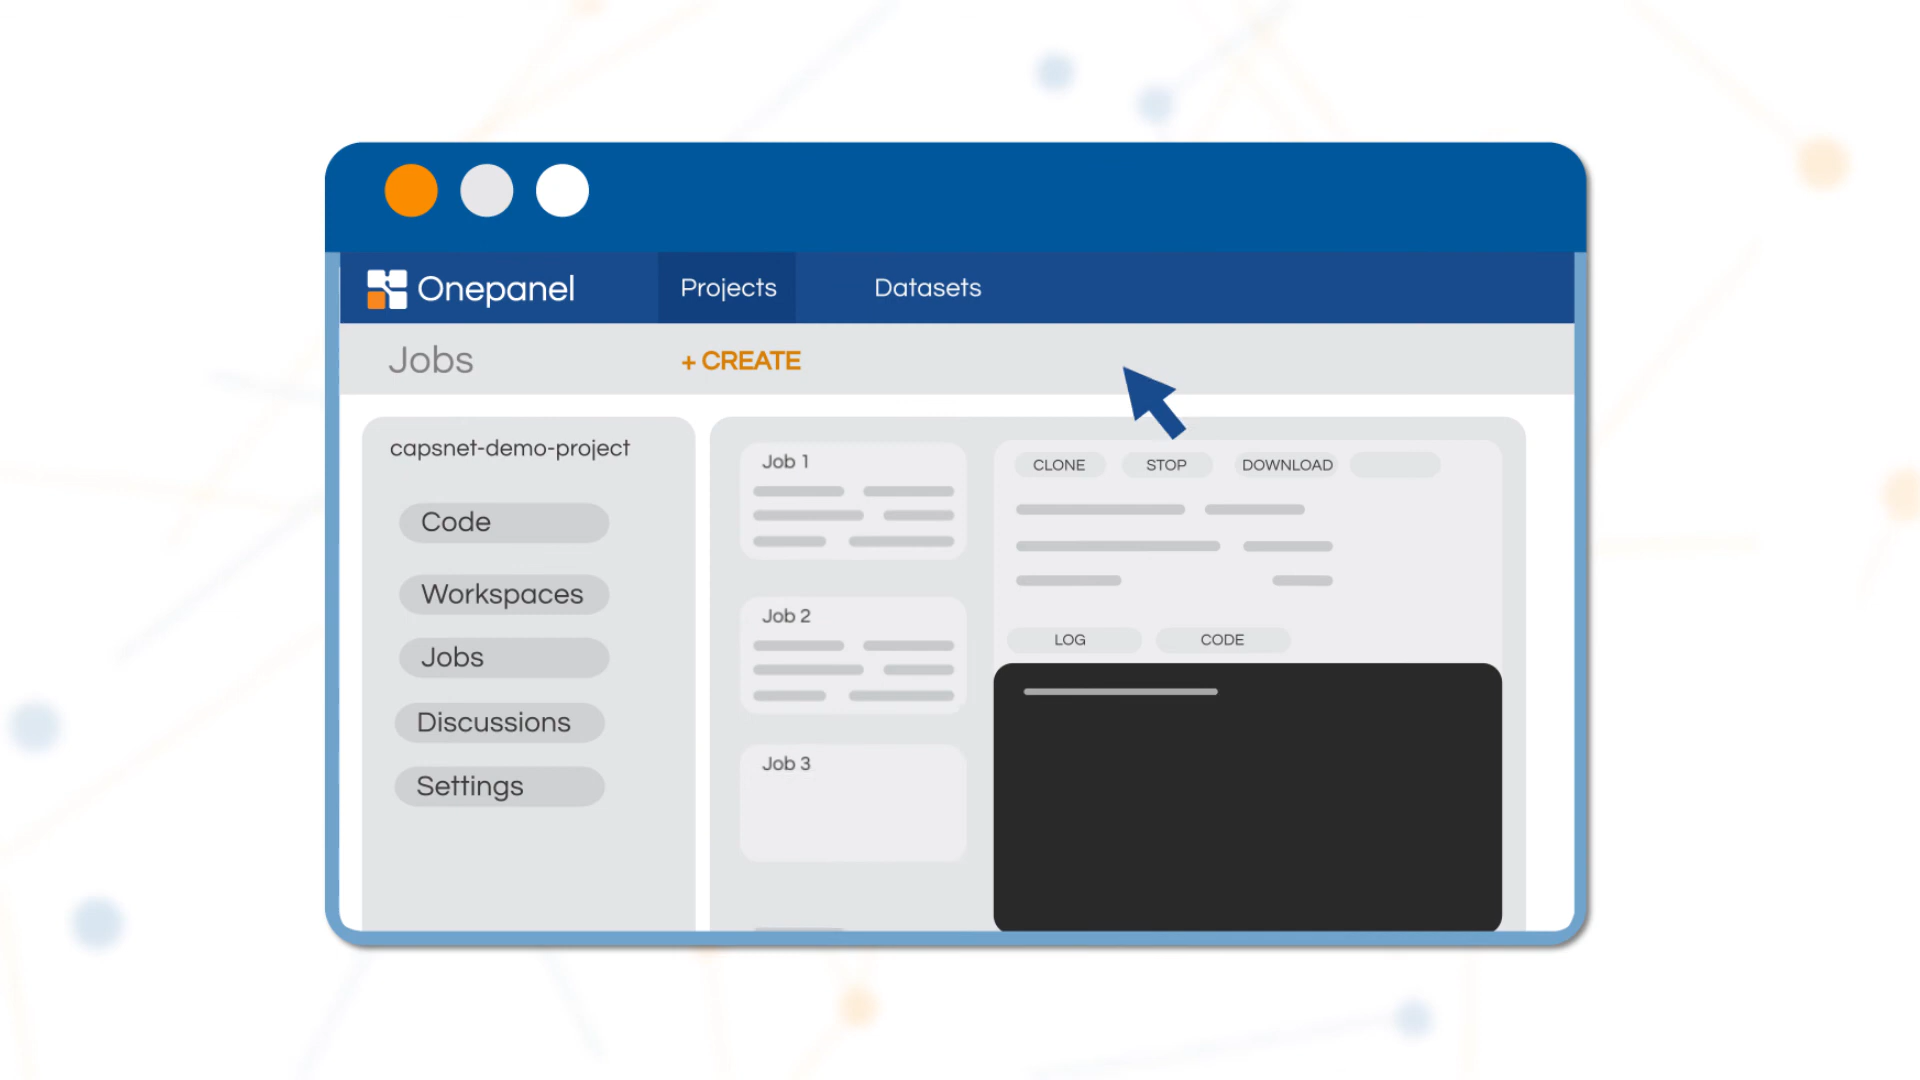 Onepanel
Projects
Datasets
Jobs
+ CREATE
capsnet-demo-project
Code
Workspaces
Jobs
Discussions
Settings
Job 1
Job 2
Job 3
CLONE
STOP
DOWNLOAD
LOG
CODE